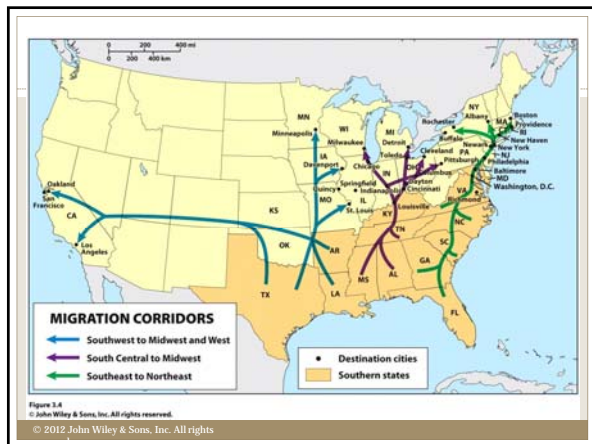 0 200 400 mi
0 200 400 km
MN
Minneapolis
WI
Milwaukee
MI
Detroit
Toledo
Cleveland
Chicago
IA
Davenport
Quincy
MO
Springfield
IL
St. Louis
IN
Indianapolis
Dayton
Columbus
Cincinnati
Louisville
KY
TN
Rochester
Buffalo
NY
Albany
MA
Boston
Providence
RI
New Haven
New York
Newark
NJ
PA
Pittsburgh
Philadelphia
Baltimore
MD
Washington, D.C.
VA
Richmond
NC
SC
GA
FL
MS
AL
LA
AR
OK
TX
KS
Oakland
San
Francisco
CA
Los
Angeles
MIGRATION CORRIDORS
Southwest to Midwest and West
South Central to Midwest
Southeast to Northeast
Destination cities
Southern states
Figure 3.4
© John Wiley & Sons, Inc. All rights reserved.
© 2012 John Wiley & Sons, Inc. All rights